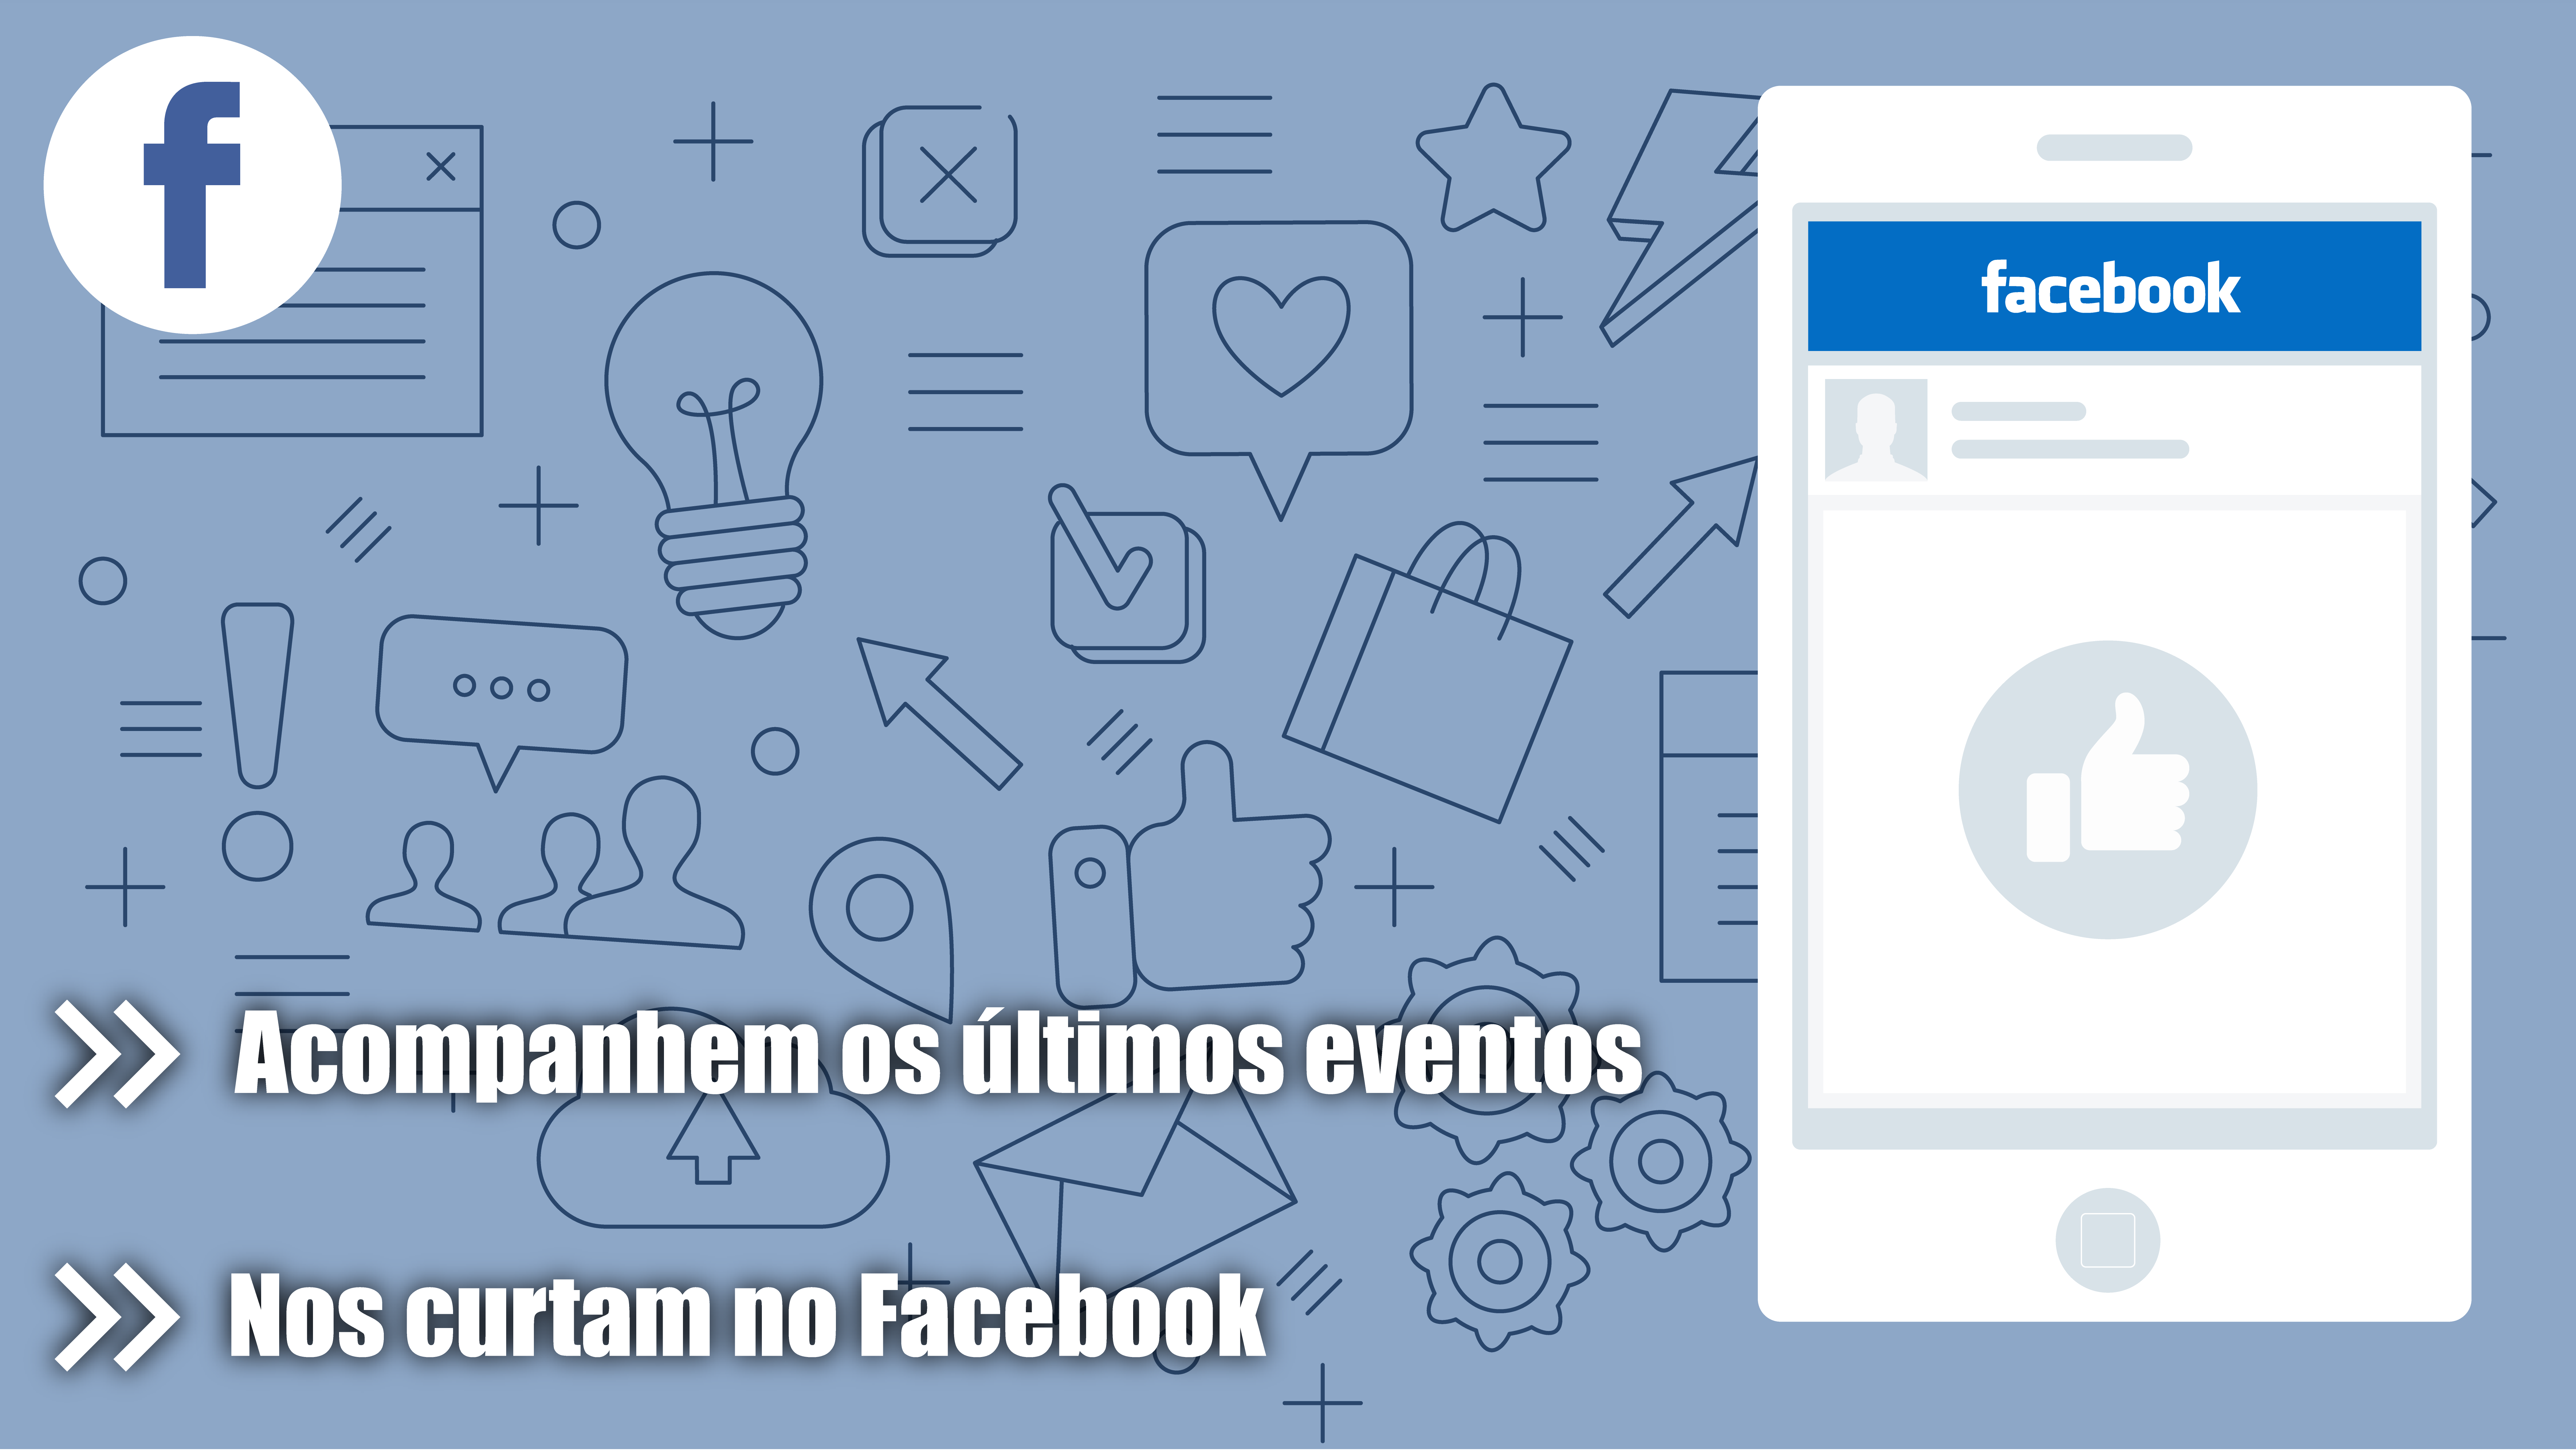 f
facebook
Acompanhem os últimos eventos
Nos curtam no Facebook